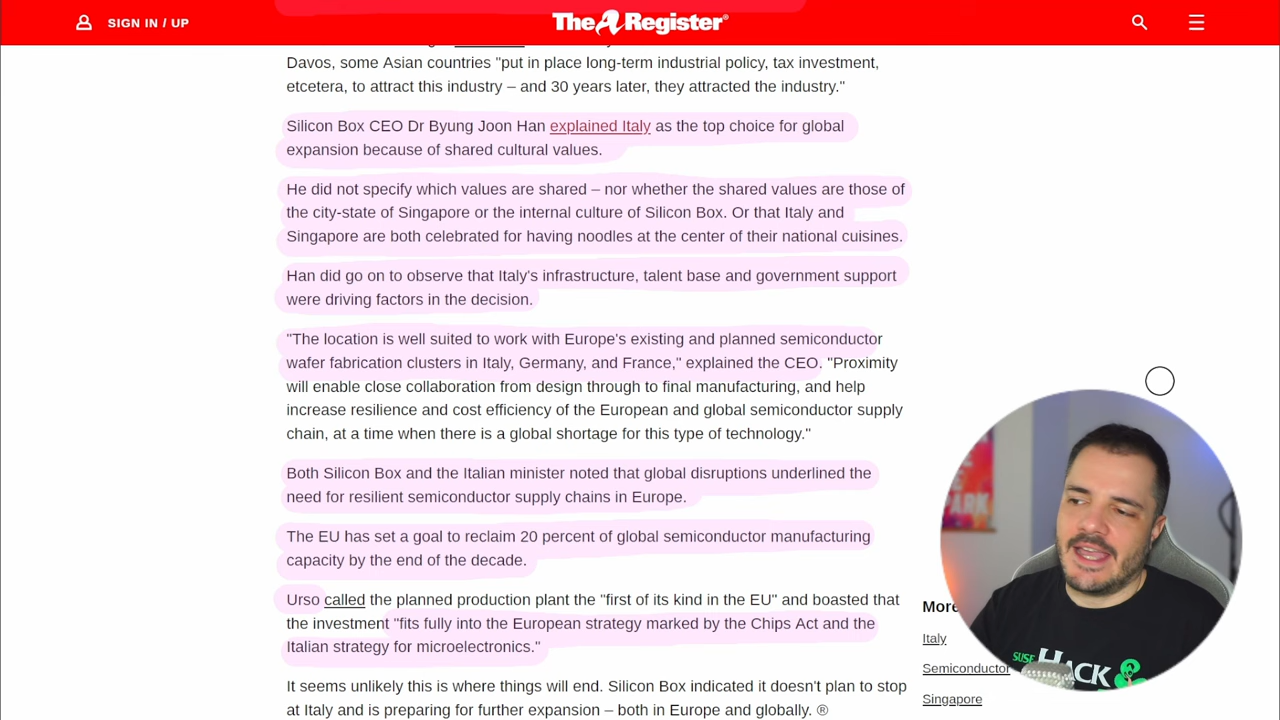 SIGN IN / UP
The Register®
Davos, some Asian countries "put in place long-term industrial policy, tax investment,
etcetera, to attract this industry – and 30 years later, they attracted the industry."
Silicon Box CEO Dr Byung Joon Han explained Italy as the top choice for global
expansion because of shared cultural values.
He did not specify which values are shared – nor whether the shared values are those of
the city-state of Singapore or the internal culture of Silicon Box. Or that Italy and
Singapore are both celebrated for having noodles at the center of their national cuisines.
Han did go on to observe that Italy's infrastructure, talent base and government support
were driving factors in the decision.
"The location is well suited to work with Europe's existing and planned semiconductor
wafer fabrication clusters in Italy, Germany, and France," explained the CEO. "Proximity
will enable close collaboration from design through to final manufacturing, and help
increase resilience and cost efficiency of the European and global semiconductor supply
chain, at a time when there is a global shortage for this type of technology."
Both Silicon Box and the Italian minister noted that global disruptions underlined the
need for resilient semiconductor supply chains in Europe.
The EU has set a goal to reclaim 20 percent of global semiconductor manufacturing
capacity by the end of the decade.
Urso called the planned production plant the "first of its kind in the EU" and boasted that
the investment "fits fully into the European strategy marked by the Chips Act and the
Italian strategy for microelectronics."
It seems unlikely this is where things will end. Silicon Box indicated it doesn't plan to stop
at Italy and is preparing for further expansion – both in Europe and globally. ®
More
Italy
Semiconductor
Singapore
PARK
SUSE HACK